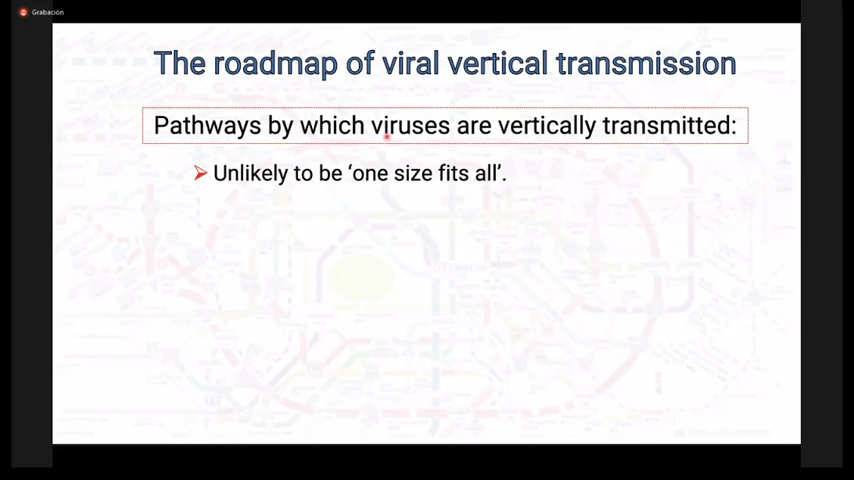 Grabación
The roadmap of viral vertical transmission
Pathways by which viruses are vertically transmitted:
Unlikely to be ‘one size fits all’.